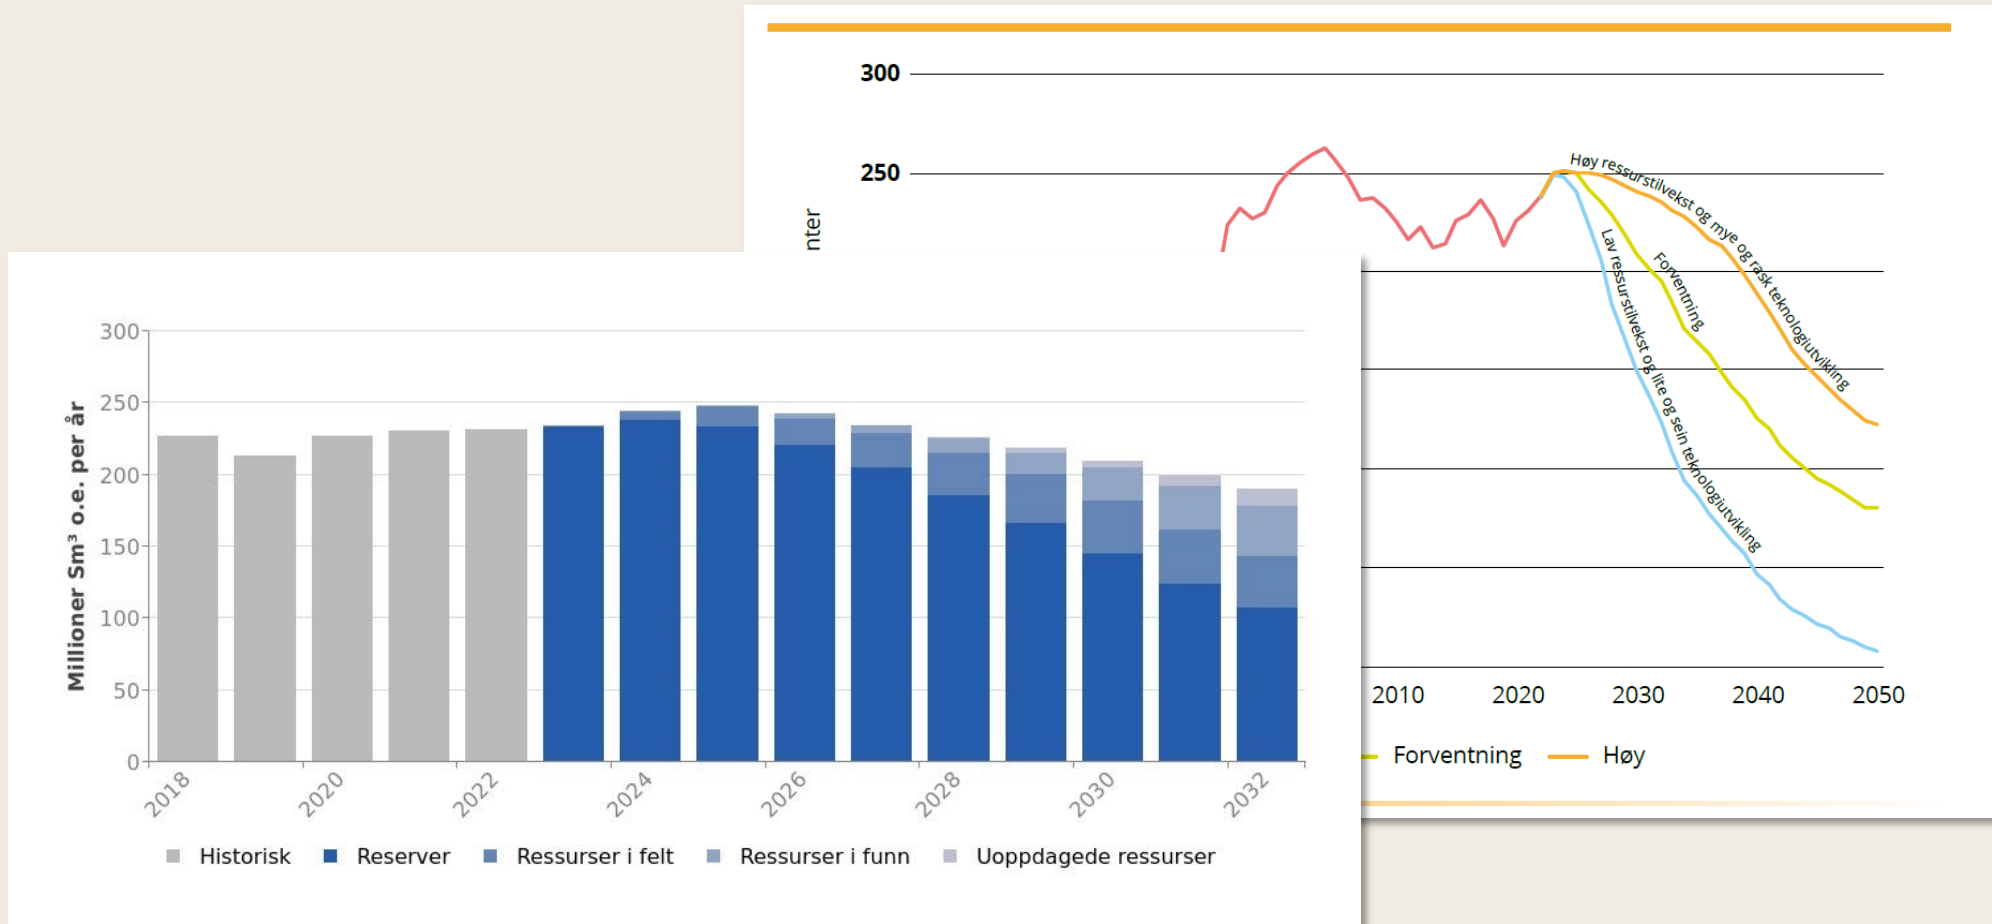 300
250
nter
Høy ressurstilvekst og mye og rask teknologiutvikling
Forventning
Lav ressurstilvekst og lite og sein teknologiutvikling
2010 2020 2030 2040 2050
Forventning Høy
Millioner Sm³ o.e. per år
300
250
200
150
100
50
0
2018 2020 2022 2024 2026 2028 2030 2032
Historisk Reserver Ressurser i felt Ressurser i funn Uoppdagede ressurser